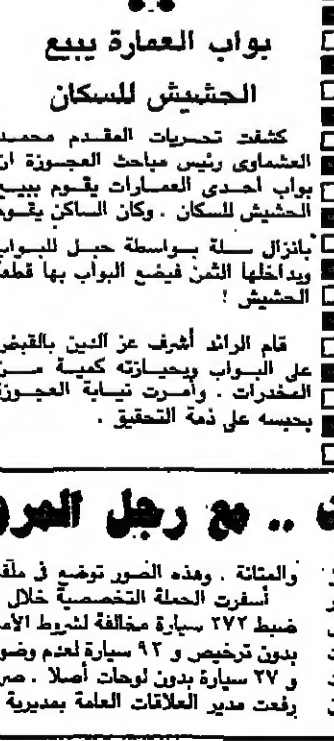 بواب العمارة يبيع
الحشيش للسكان
كشفت تحريات المقدم محمد
العشماوى رئيس مباحث العجوزة ان
بواب احدى العمارات يقوم ببيع
الحشيش للسكان . وكان الساكن يقوم
بانزال سلة بواسطة حبل للبواب
وبداخلها الثمن فيضع البواب بها قطعة
الحشيش !
قام الرائد أشرف عز الدين بالقبض
على البواب وبحيازته كمية من
المخدرات . وأمرت نيابة العجوزة
بحبسه على ذمة التحقيق .
.. مع رجل المرو
والمتانة . وهذه الصور توضع فى ملف
أسفرت الحملة التخصصية خلال
ضبط ٢٧٢ سيارة مخالفة لشروط الأمن
بدون ترخيص و ٩٢ سيارة لعدم وضو
و ٢٧ سيارة بدون لوحات أصلا . صر
رفعت مدير العلاقات العامة بمديرية